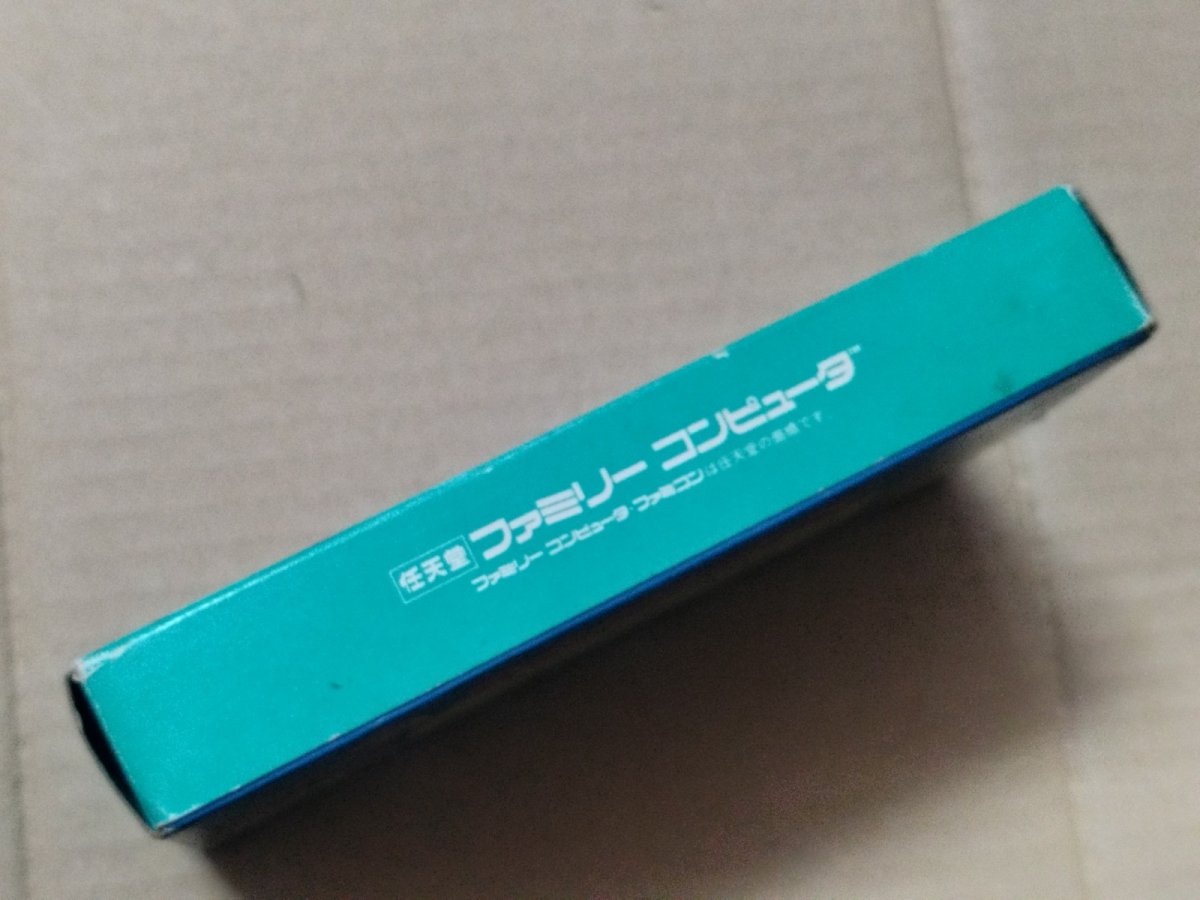 任天堂 ファミリー コンピュータ™
ファミリー コンピュータ・ファミコンは任天堂の商標です